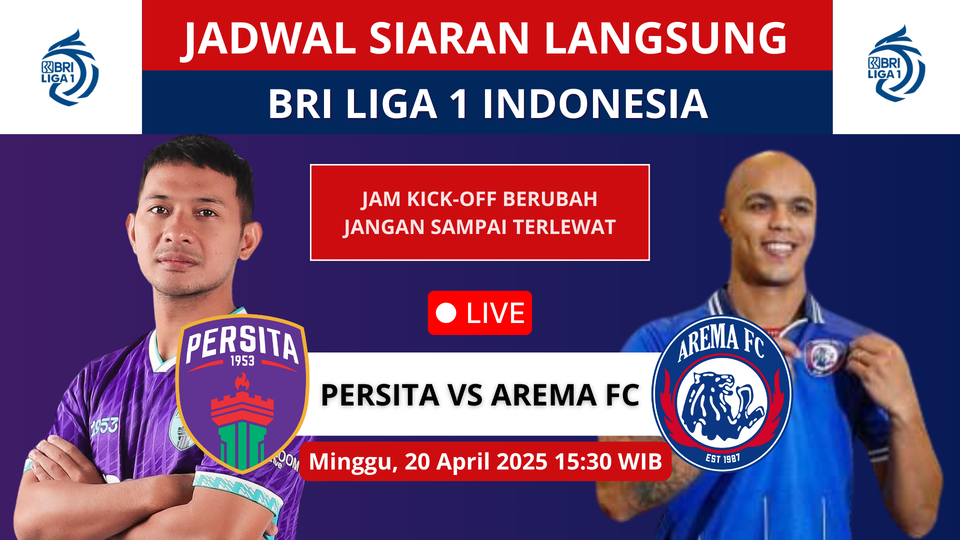 JADWAL SIARAN LANGSUNG
BRI LIGA 1 INDONESIA
BRI
LIGA 1
BRI
LIGA 1
JAM KICK-OFF BERUBAH
JANGAN SAMPAI TERLEWAT
LIVE
PERSITA VS AREMA FC
Minggu, 20 April 2025 15:30 WIB
PERSITA
1953
AREMA FC
EST 1987
1953